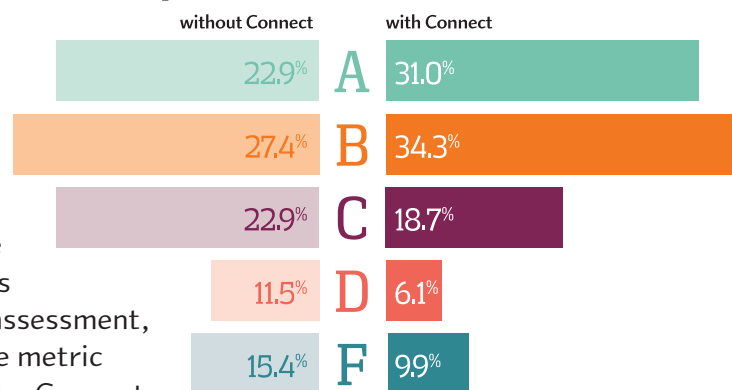 without Connect with Connect
22.9% A 31.0%
27.4% B 34.3%
22.9% C 18.7%
11.5% D 6.1%
15.4% F 9.9%
e
s
assessment,
e metric